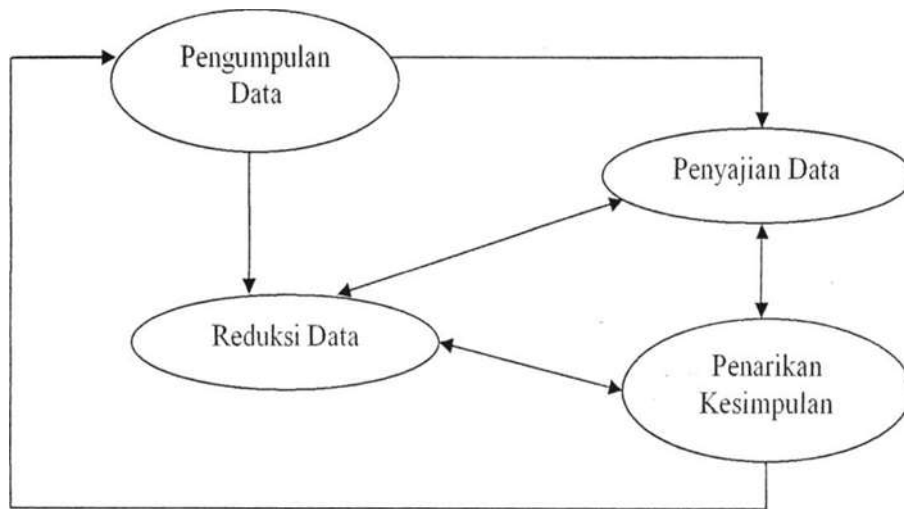 Pengumpulan
Data
Penyajian Data
Reduksi Data
Penarikan
Kesimpulan